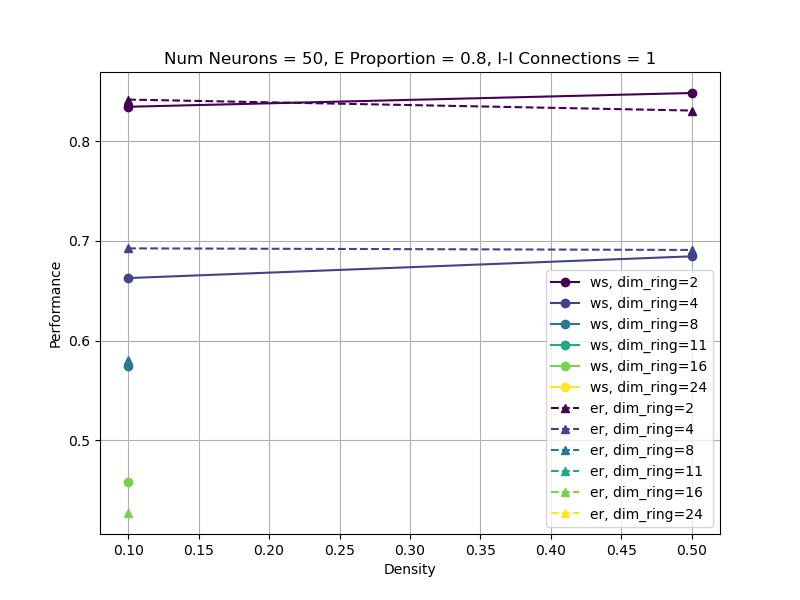 Num Neurons = 50, E Proportion = 0.8, I-I Connections = 1
Performance
0.8
0.7
0.6
0.5
ws, dim_ring=2
ws, dim_ring=4
ws, dim_ring=8
ws, dim_ring=11
ws, dim_ring=16
ws, dim_ring=24
er, dim_ring=2
er, dim_ring=4
er, dim_ring=8
er, dim_ring=11
er, dim_ring=16
er, dim_ring=24
0.10 0.15 0.20 0.25 0.30 0.35 0.40 0.45 0.50
Density